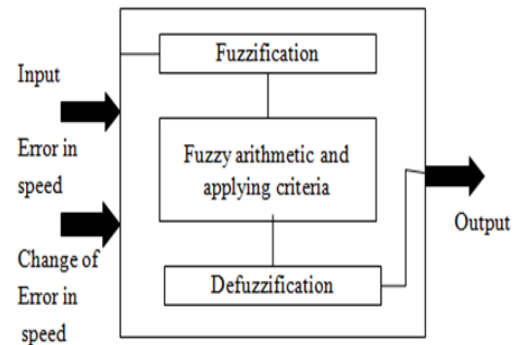 Fuzzification
Input
Error in
speed
Fuzzy arithmetic and
applying criteria
Output
Change of
Error in
speed
Defuzzification